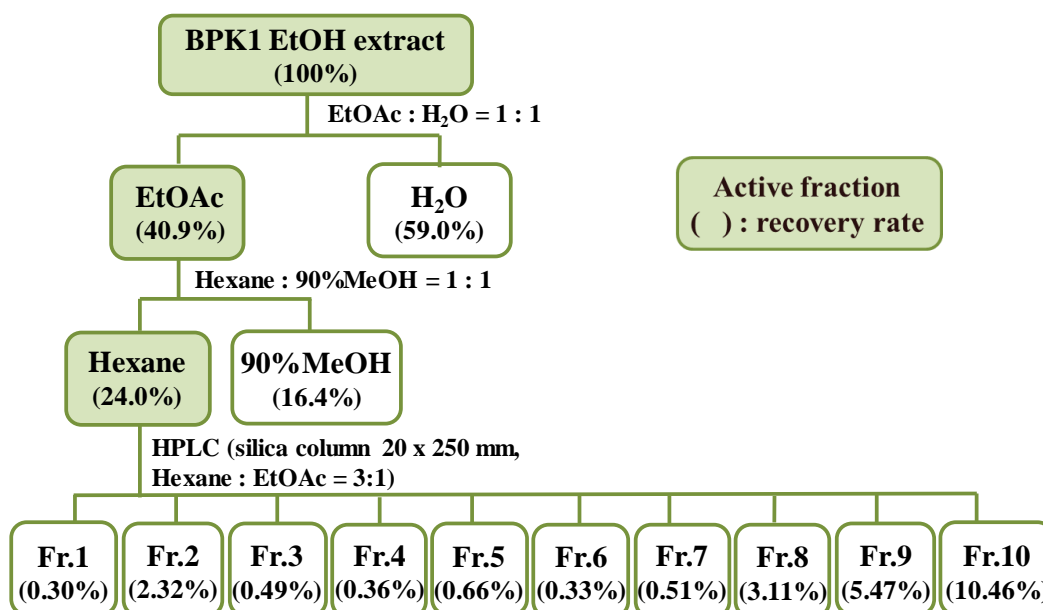 BPK1 EtOH extract
(100%)
EtOAc : H₂O = 1 : 1
EtOAc
(40.9%)
H₂O
(59.0%)
Active fraction
( ) : recovery rate
Hexane : 90%MeOH = 1 : 1
Hexane
(24.0%)
90%MeOH
(16.4%)
HPLC (silica column 20 x 250 mm,
Hexane : EtOAc = 3:1)
Fr.1
(0.30%)
Fr.2
(2.32%)
Fr.3
(0.49%)
Fr.4
(0.36%)
Fr.5
(0.66%)
Fr.6
(0.33%)
Fr.7
(0.51%)
Fr.8
(3.11%)
Fr.9
(5.47%)
Fr.10
(10.46%)